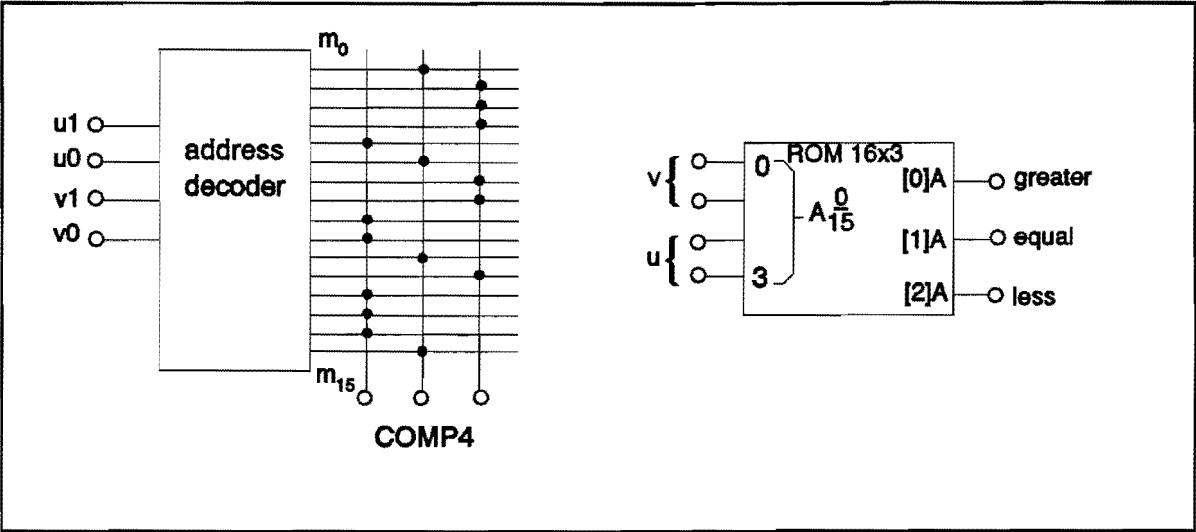 m0
u1
u0
v1
v0
address
decoder
m15
COMP4
ROM 16x3
v {
u {
0
3
A 0/15
[0]A
[1]A
[2]A
greater
equal
less